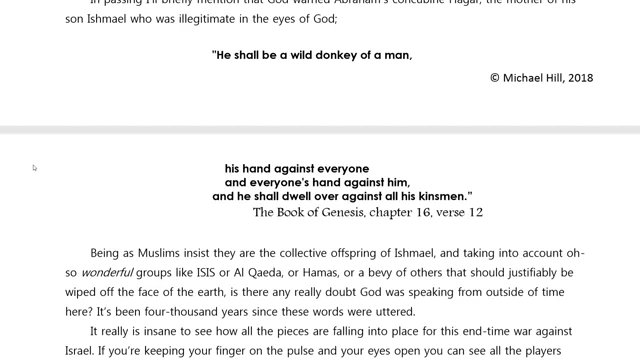 In passing I'll briefly mention that God warned Abraham's concubine Hagar, the mother of his
son Ishmael who was illegitimate in the eyes of God;
"He shall be a wild donkey of a man,
© Michael Hill, 2018
his hand against everyone
and everyone's hand against him,
and he shall dwell over against all his kinsmen."
The Book of Genesis, chapter 16, verse 12
Being as Muslims insist they are the collective offspring of Ishmael, and taking into account oh-
so wonderful groups like ISIS or Al Qaeda, or Hamas, or a bevy of others that should justifiably be
wiped off the face of the earth, is there any really doubt God was speaking from outside of time
here? It's been four-thousand years since these words were uttered.
It really is insane to see how all the pieces are falling into place for this end-time war against
Israel. If you're keeping your finger on the pulse and your eyes open you can see all the players